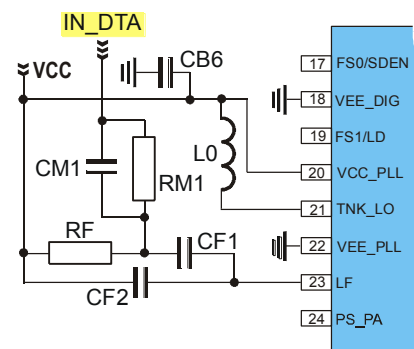 IN_DTA
VCC
CB6
17 FS0/SDEN
18 VEE_DIG
19 FS1/LD
L0
CM1
RM1
20 VCC_PLL
21 TNK_LO
RF
CF1
22 VEE_PLL
CF2
23 LF
24 PS_PA